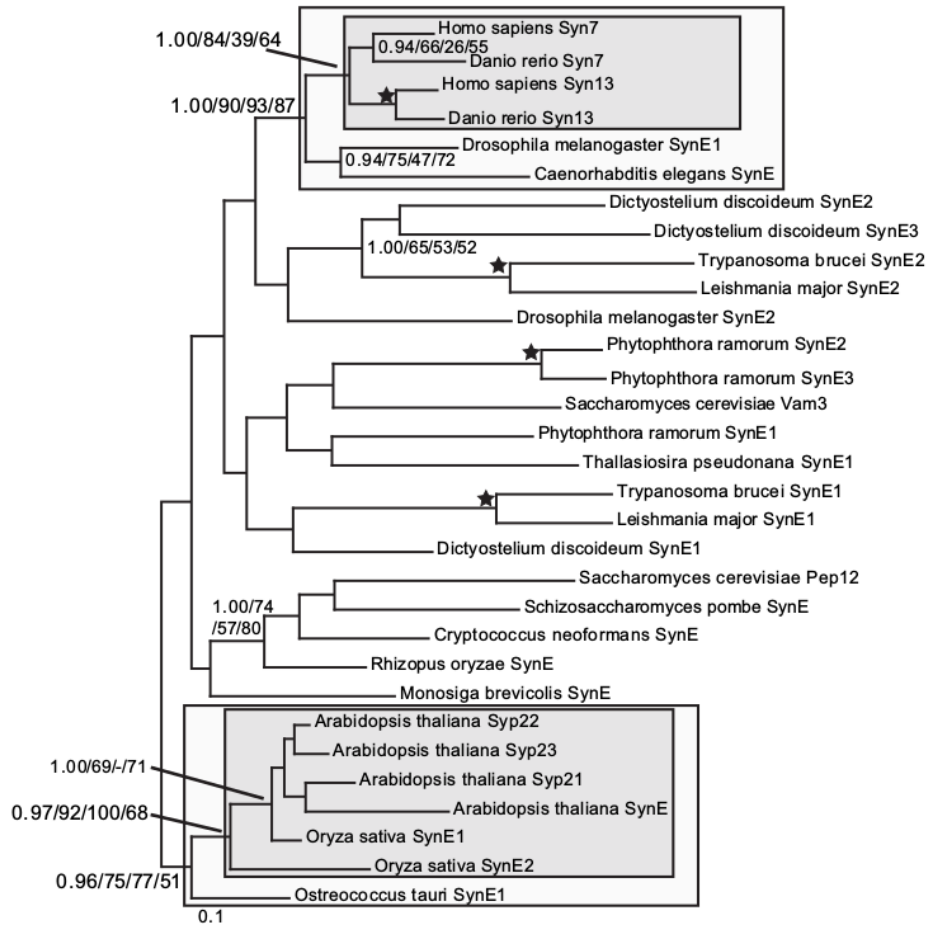 Homo sapiens Syn7
1.00/84/39/64
0.94/66/26/55
Danio rerio Syn7
Homo sapiens Syn13
1.00/90/93/87
Danio rerio Syn13
Drosophila melanogaster SynE1
0.94/75/47/72
Caenorhabditis elegans SynE
Dictyostelium discoideum SynE2
Dictyostelium discoideum SynE3
1.00/65/53/52
Trypanosoma brucei SynE2
Leishmania major SynE2
Drosophila melanogaster SynE2
Phytophthora ramorum SynE2
Phytophthora ramorum SynE3
Saccharomyces cerevisiae Vam3
Phytophthora ramorum SynE1
Thallasiosira pseudonana SynE1
Trypanosoma brucei SynE1
Leishmania major SynE1
Dictyostelium discoideum SynE1
Saccharomyces cerevisiae Pep12
1.00/74
/57/80
Schizosaccharomyces pombe SynE
Cryptococcus neoformans SynE
Rhizopus oryzae SynE
Monosiga brevicolis SynE
Arabidopsis thaliana Syp22
Arabidopsis thaliana Syp23
1.00/69/-/71
Arabidopsis thaliana Syp21
Arabidopsis thaliana SynE
0.97/92/100/68
Oryza sativa SynE1
Oryza sativa SynE2
0.96/75/77/51
Ostreococcus tauri SynE1
0.1